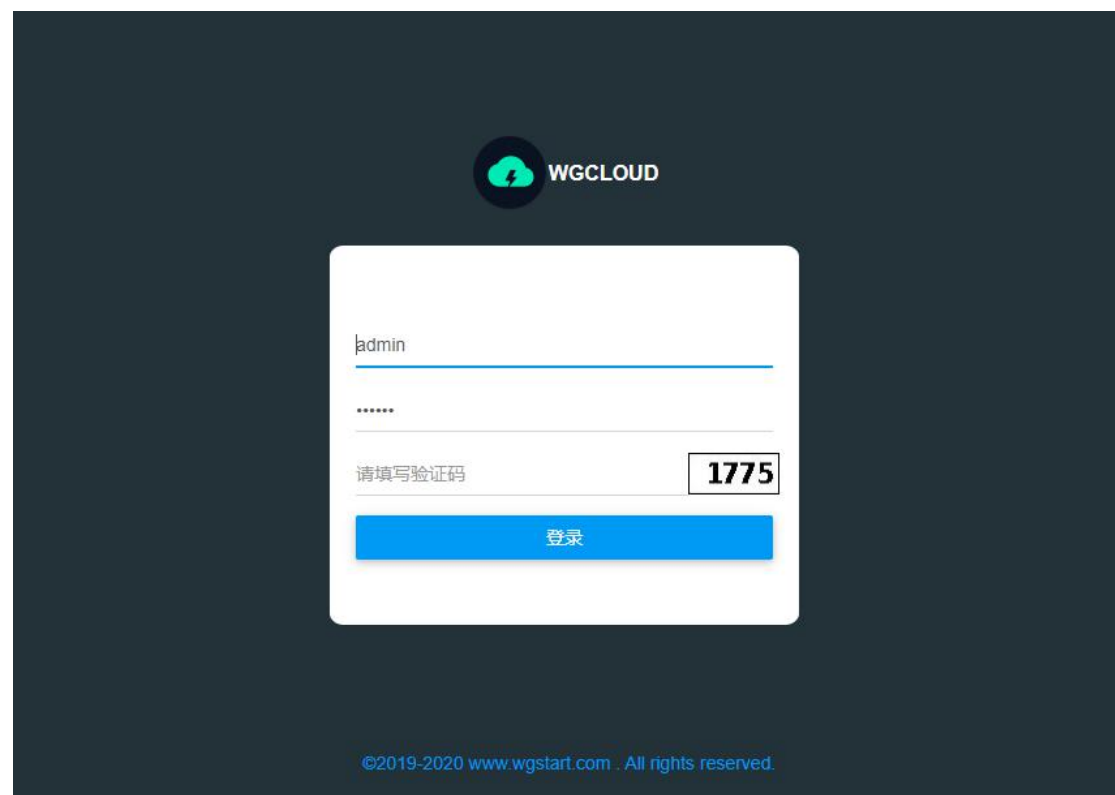 WGCLOUD
admin
••••••
请填写验证码 1775
登录
©2019-2020 www.wgstart.com . All rights reserved.